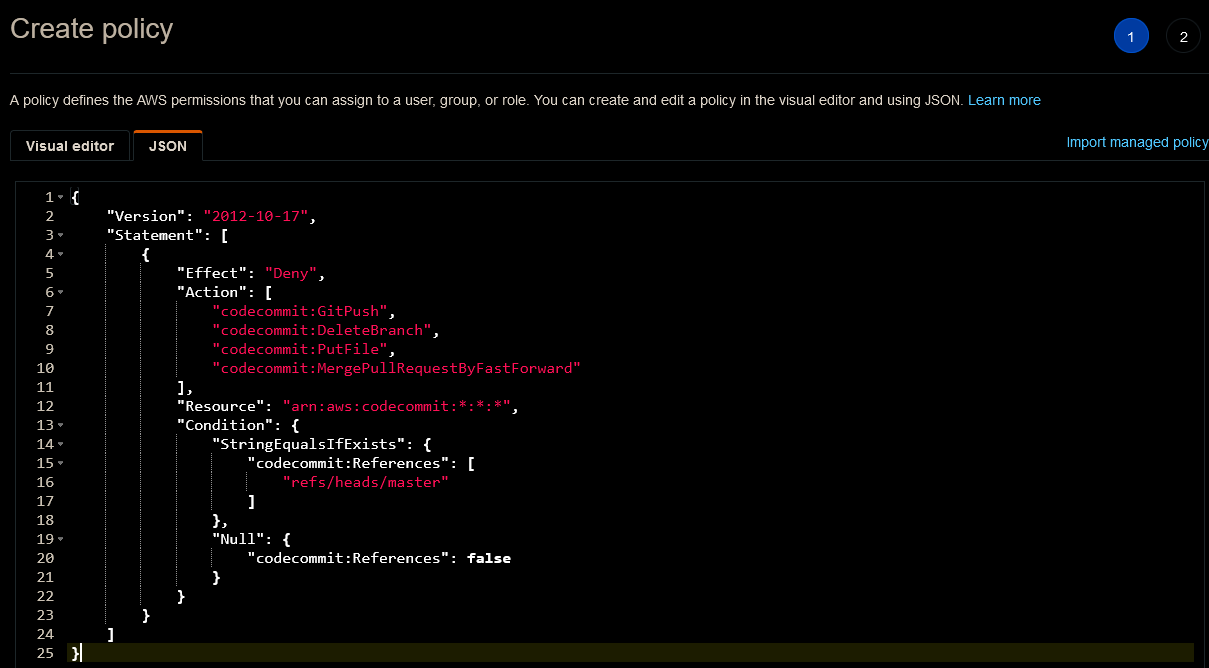 Create policy
1
2
A policy defines the AWS permissions that you can assign to a user, group, or role. You can create and edit a policy in the visual editor and using JSON. Learn more
Visual editor
JSON
Import managed policy
1 {
2     "Version": "2012-10-17",
3     "Statement": [
4         {
5             "Effect": "Deny",
6             "Action": [
7                 "codecommit:GitPush",
8                 "codecommit:DeleteBranch",
9                 "codecommit:PutFile",
10                 "codecommit:MergePullRequestByFastForward"
11             ],
12             "Resource": "arn:aws:codecommit:*:*:*",
13             "Condition": {
14                 "StringEqualsIfExists": {
15                     "codecommit:References": [
16                         "refs/heads/master"
17                     ]
18                 },
19                 "Null": {
20                     "codecommit:References": false
21                 }
22             }
23         }
24     ]
25 }